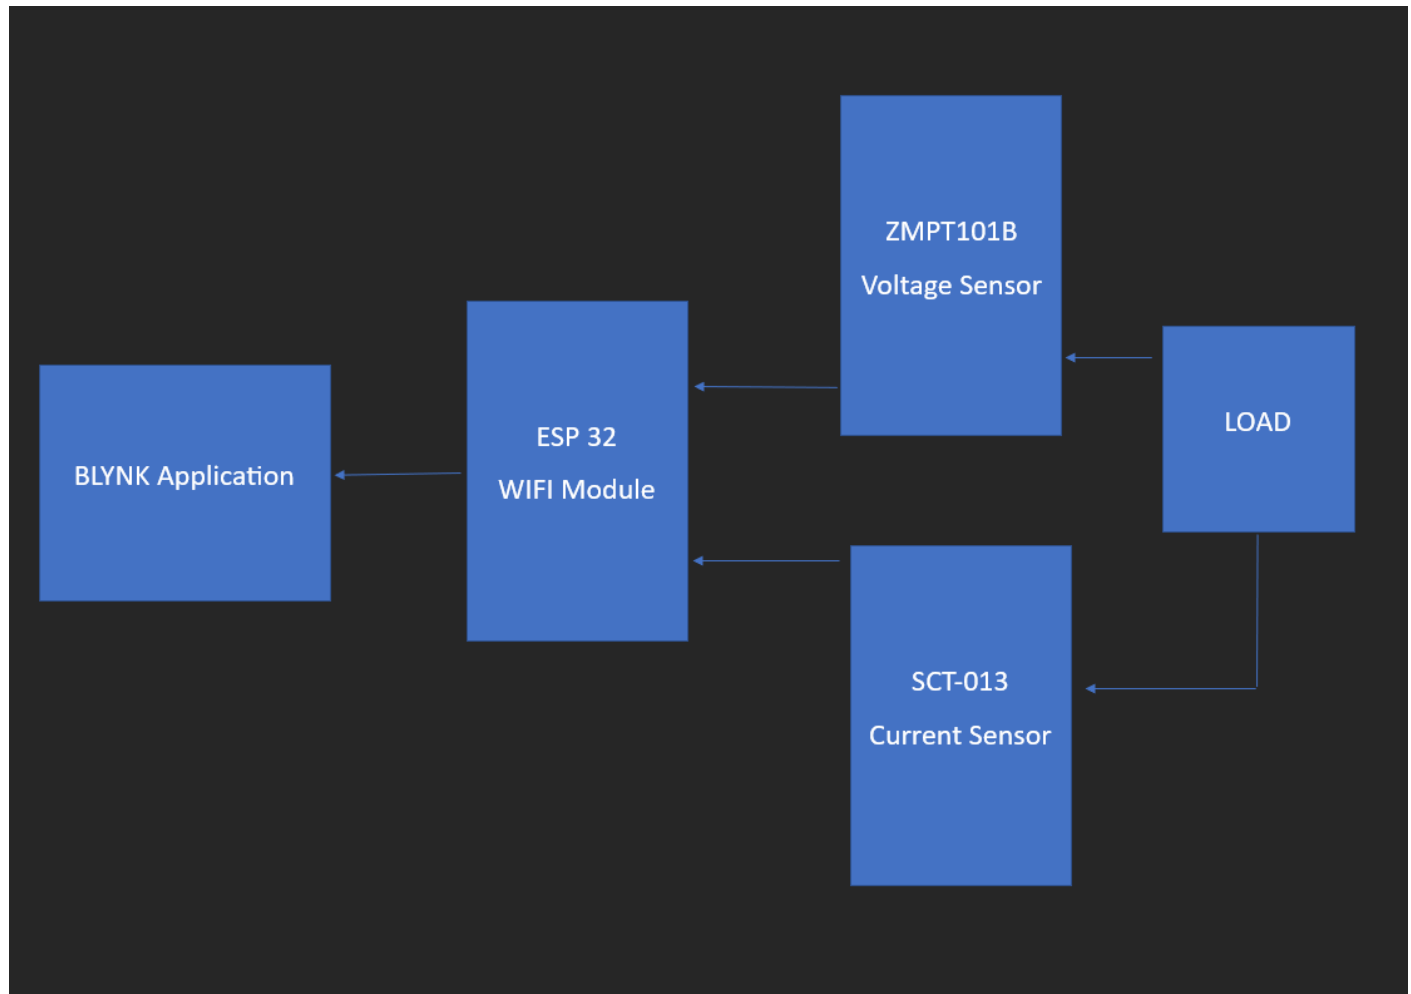 BLYNK Application
ESP 32
WIFI Module
ZMPT101B
Voltage Sensor
SCT-013
Current Sensor
LOAD